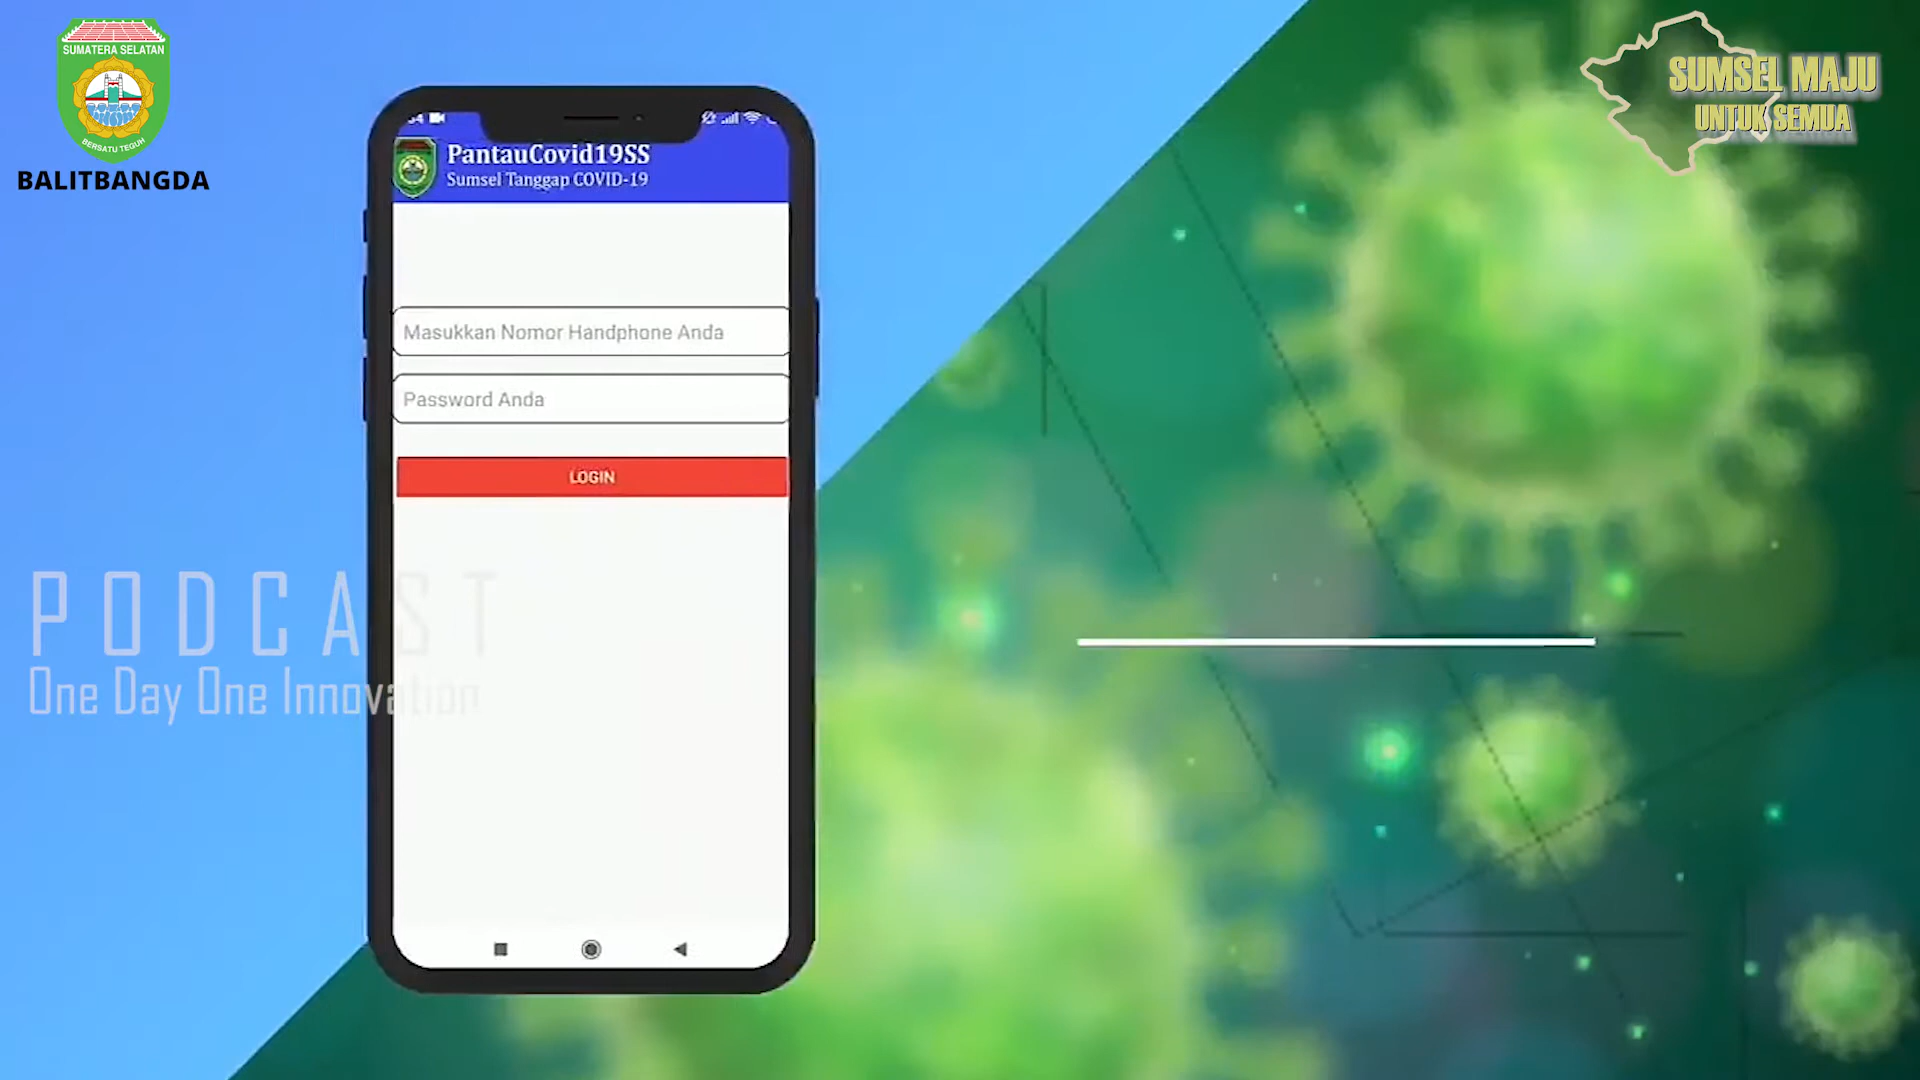 SUMATERA SELATAN
BERSATU TEGUH
BALITBANGDA
SUMSEL MAJU
UNTUK SEMUA
PantauCovid19SS
Sumsel Tanggap COVID-19
Masukkan Nomor Handphone Anda
Password Anda
LOGIN
PODCAST
One Day One Innovation